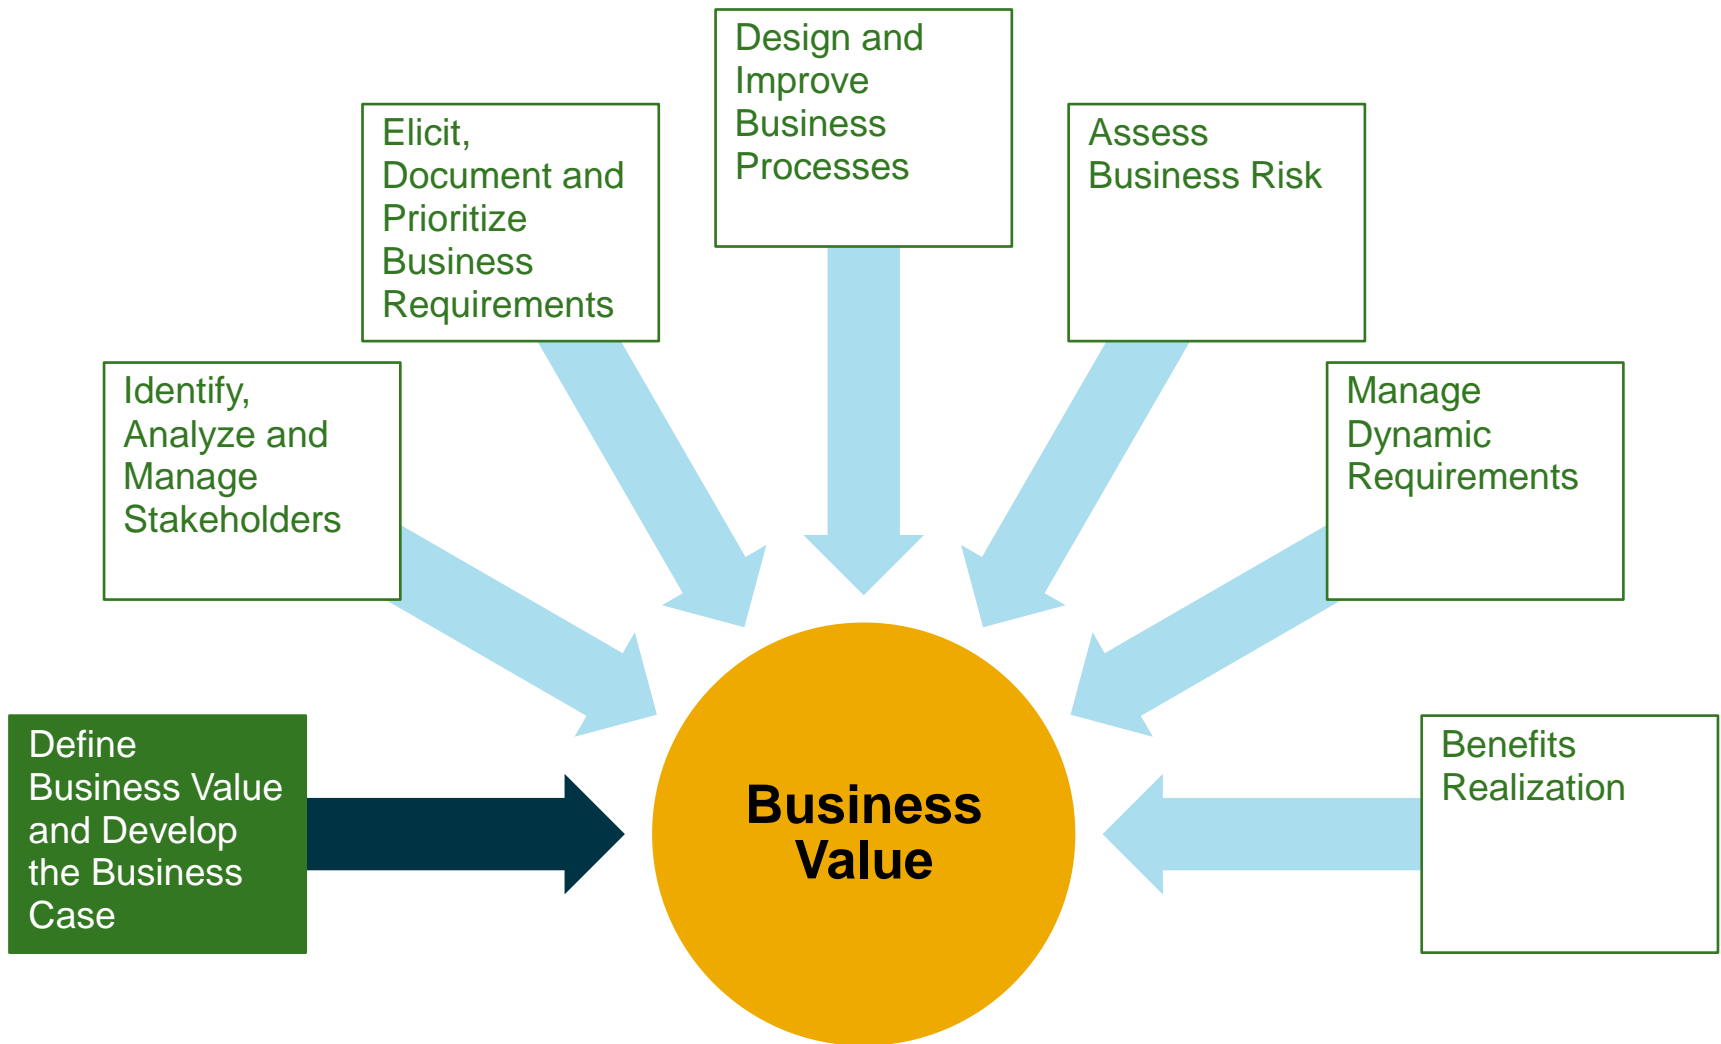 Design and
Improve
Business
Processes
Elicit,
Document and
Prioritize
Business
Requirements
Assess
Business Risk
Identify,
Analyze and
Manage
Stakeholders
Manage
Dynamic
Requirements
Define
Business Value
and Develop
the Business
Case
Business
Value
Benefits
Realization